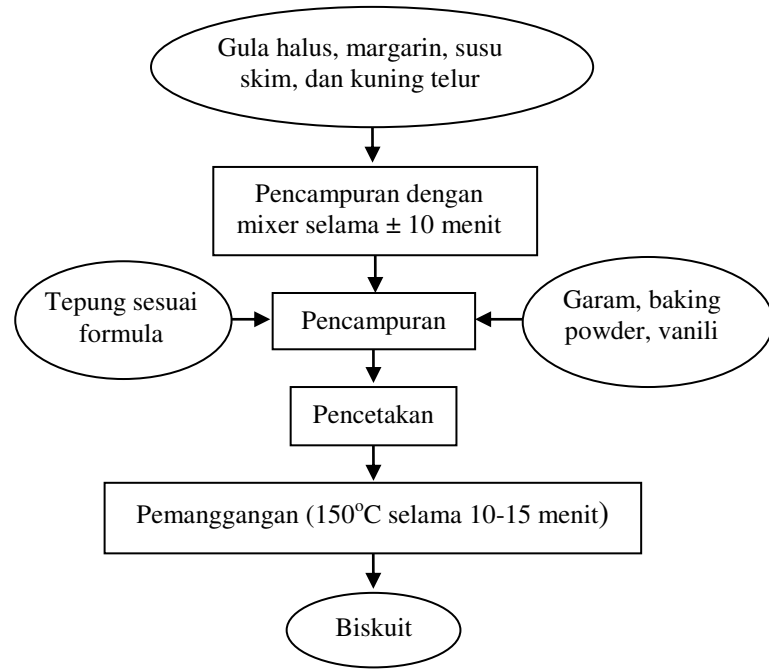 Gula halus, margarin, susu
skim, dan kuning telur
Pencampuran dengan
mixer selama ± 10 menit
Tepung sesuai
formula
Pencampuran
Garam, baking
powder, vanili
Pencetakan
Pemanggangan (150°C selama 10-15 menit)
Biskuit